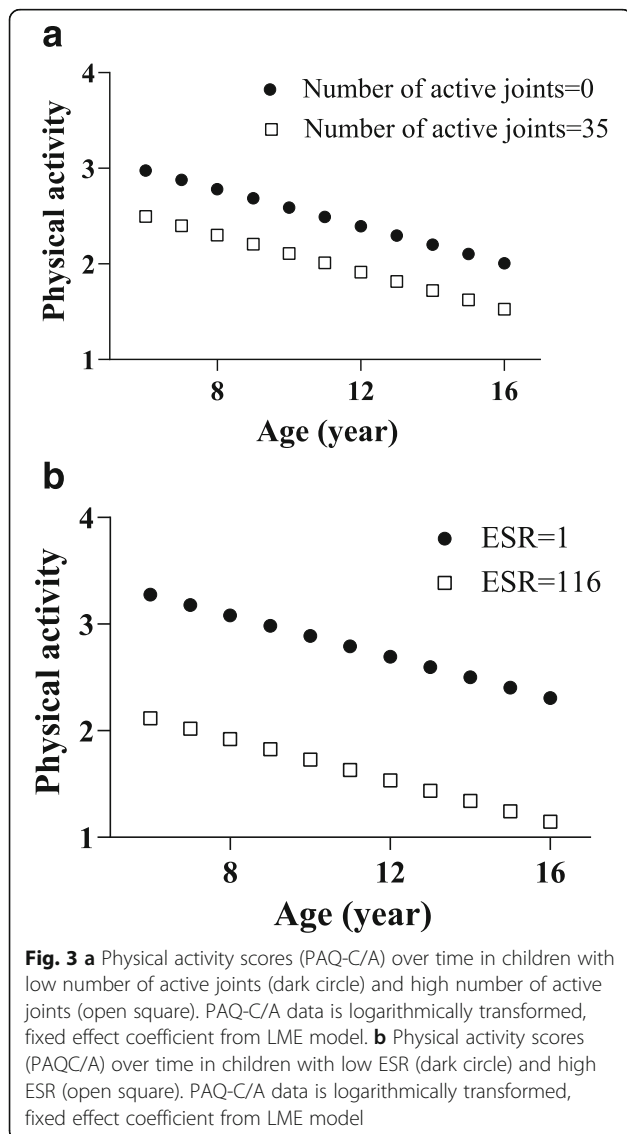 a
4
3
2
1
Physical activity
Number of active joints=0
Number of active joints=35
8 12 16
Age (year)
b
4
3
2
1
Physical activity
ESR=1
ESR=116
8 12 16
Age (year)
Fig. 3 a Physical activity scores (PAQ-C/A) over time in children with
low number of active joints (dark circle) and high number of active
joints (open square). PAQ-C/A data is logarithmically transformed,
fixed effect coefficient from LME model. b Physical activity scores
(PAQC/A) over time in children with low ESR (dark circle) and high
ESR (open square). PAQ-C/A data is logarithmically transformed,
fixed effect coefficient from LME model